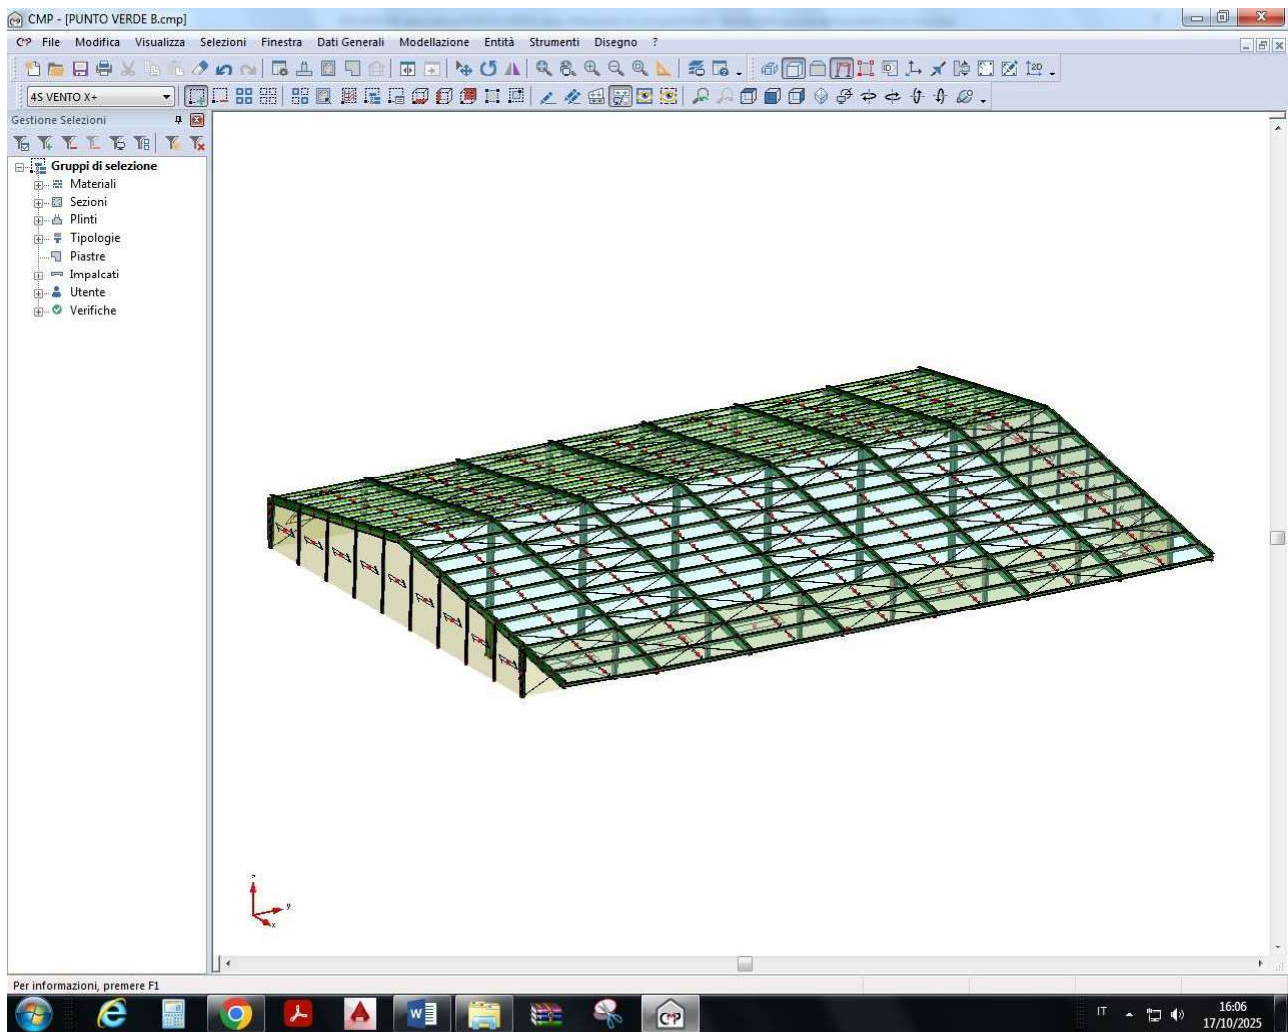 CMP - [PUNTO VERDE B.cmp]
File Modifica Visualizza Selezioni Finestra Dati Generali Modellazione Entità Strumenti Disegno ?
4S VENTO X+
Gestione Selezioni
Gruppi di selezione
Materiali
Sezioni
Plinti
Tipologie
Piastre
Impalcati
Utente
Verifiche
y
x
Per informazioni, premere F1
IT
16:06
17/10/2025